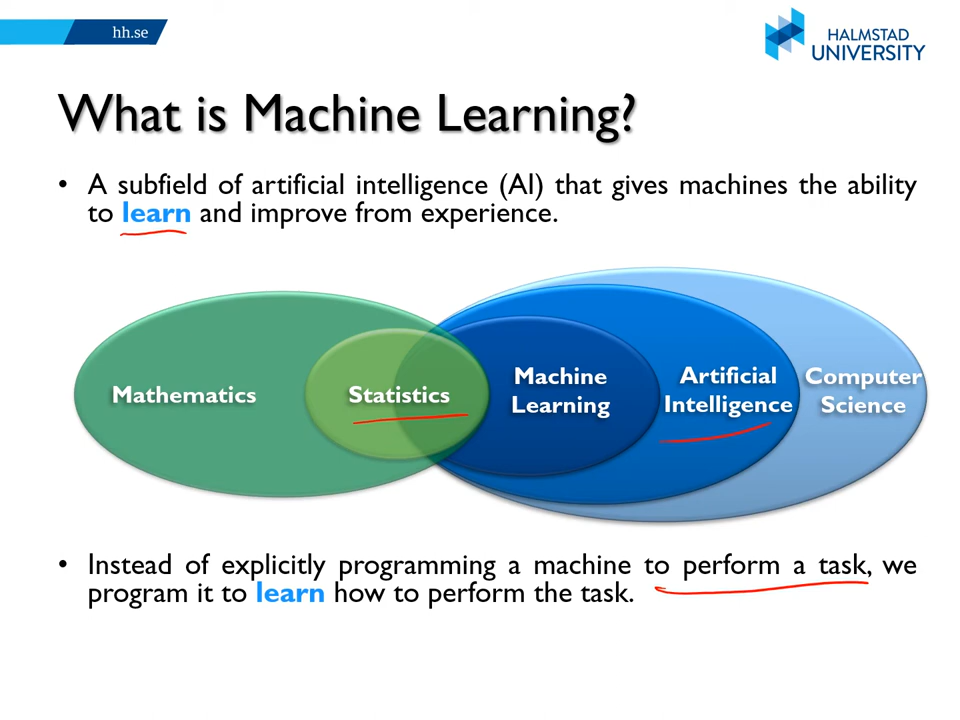 hh.se
HALMSTAD
UNIVERSITY
What is Machine Learning?
• A subfield of artificial intelligence (AI) that gives machines the ability
to learn and improve from experience.
Mathematics
Statistics
Machine
Learning
Artificial
Intelligence
Computer
Science
• Instead of explicitly programming a machine to perform a task, we
program it to learn how to perform the task.